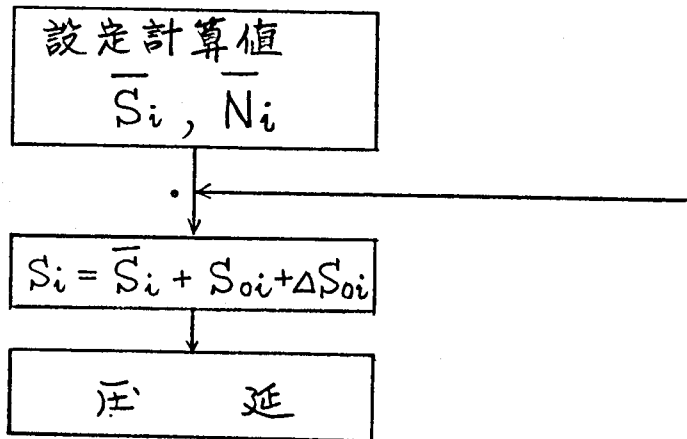 設定計算値
S̅i , N̅i
Si = S̅i + Soi+ΔSoi
圧 延